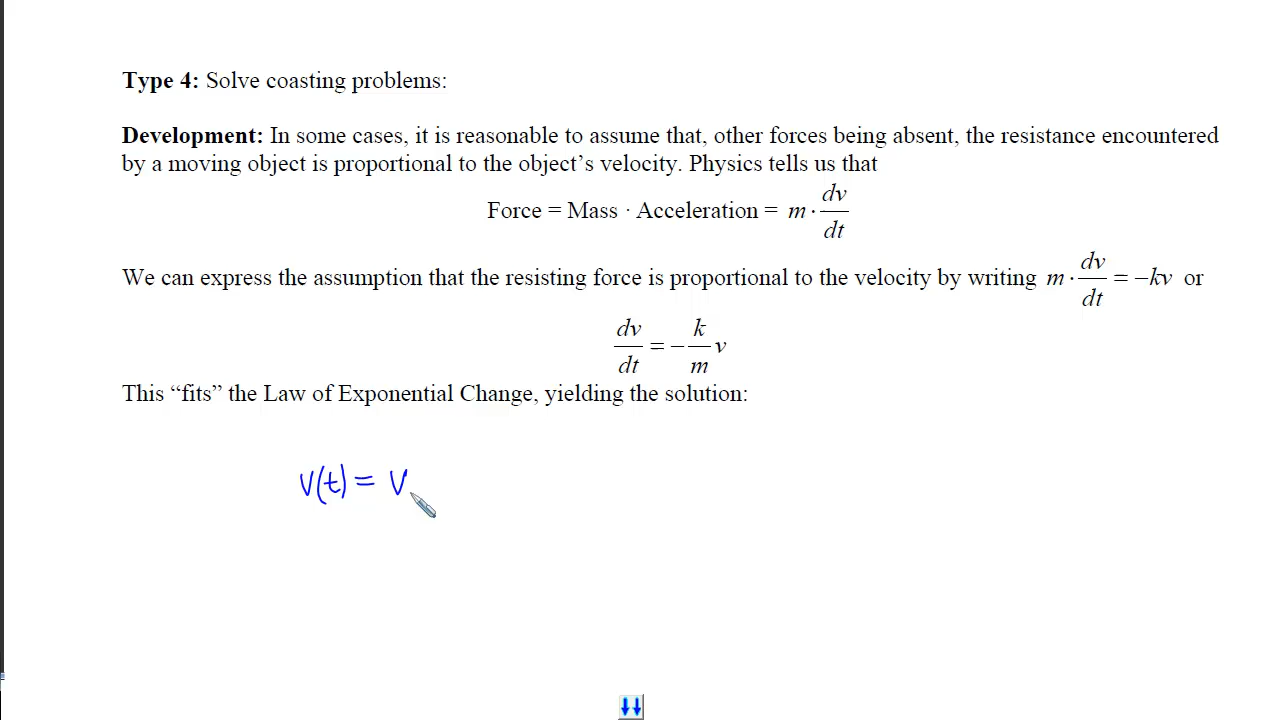 Type 4: Solve coasting problems:
Development: In some cases, it is reasonable to assume that, other forces being absent, the resistance encountered
by a moving object is proportional to the object’s velocity. Physics tells us that
Force = Mass · Acceleration = m · dv/dt
We can express the assumption that the resisting force is proportional to the velocity by writing m · dv/dt = −kv or
dv/dt = − k/m v
This “fits” the Law of Exponential Change, yielding the solution:
v(t) = v